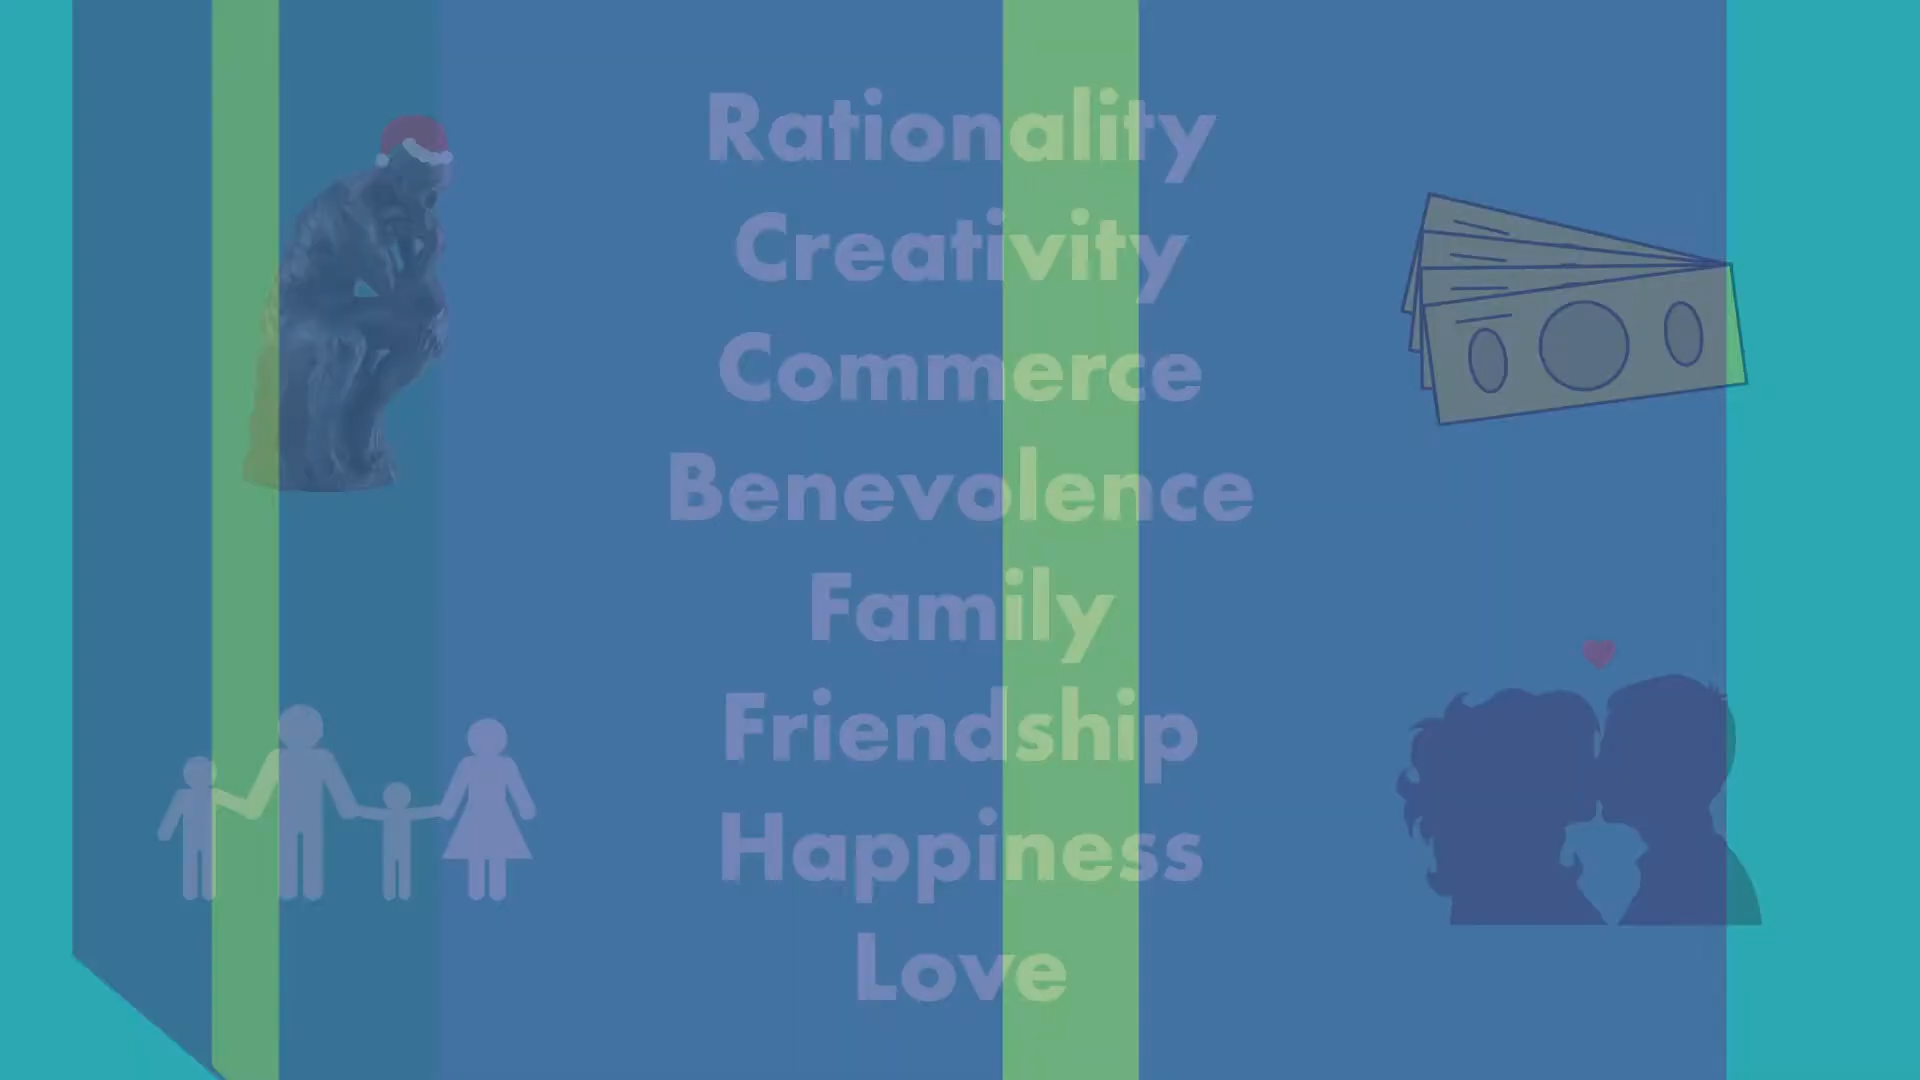 Rationality
Creativity
Commerce
Benevolence
Family
Friendship
Happiness
Love